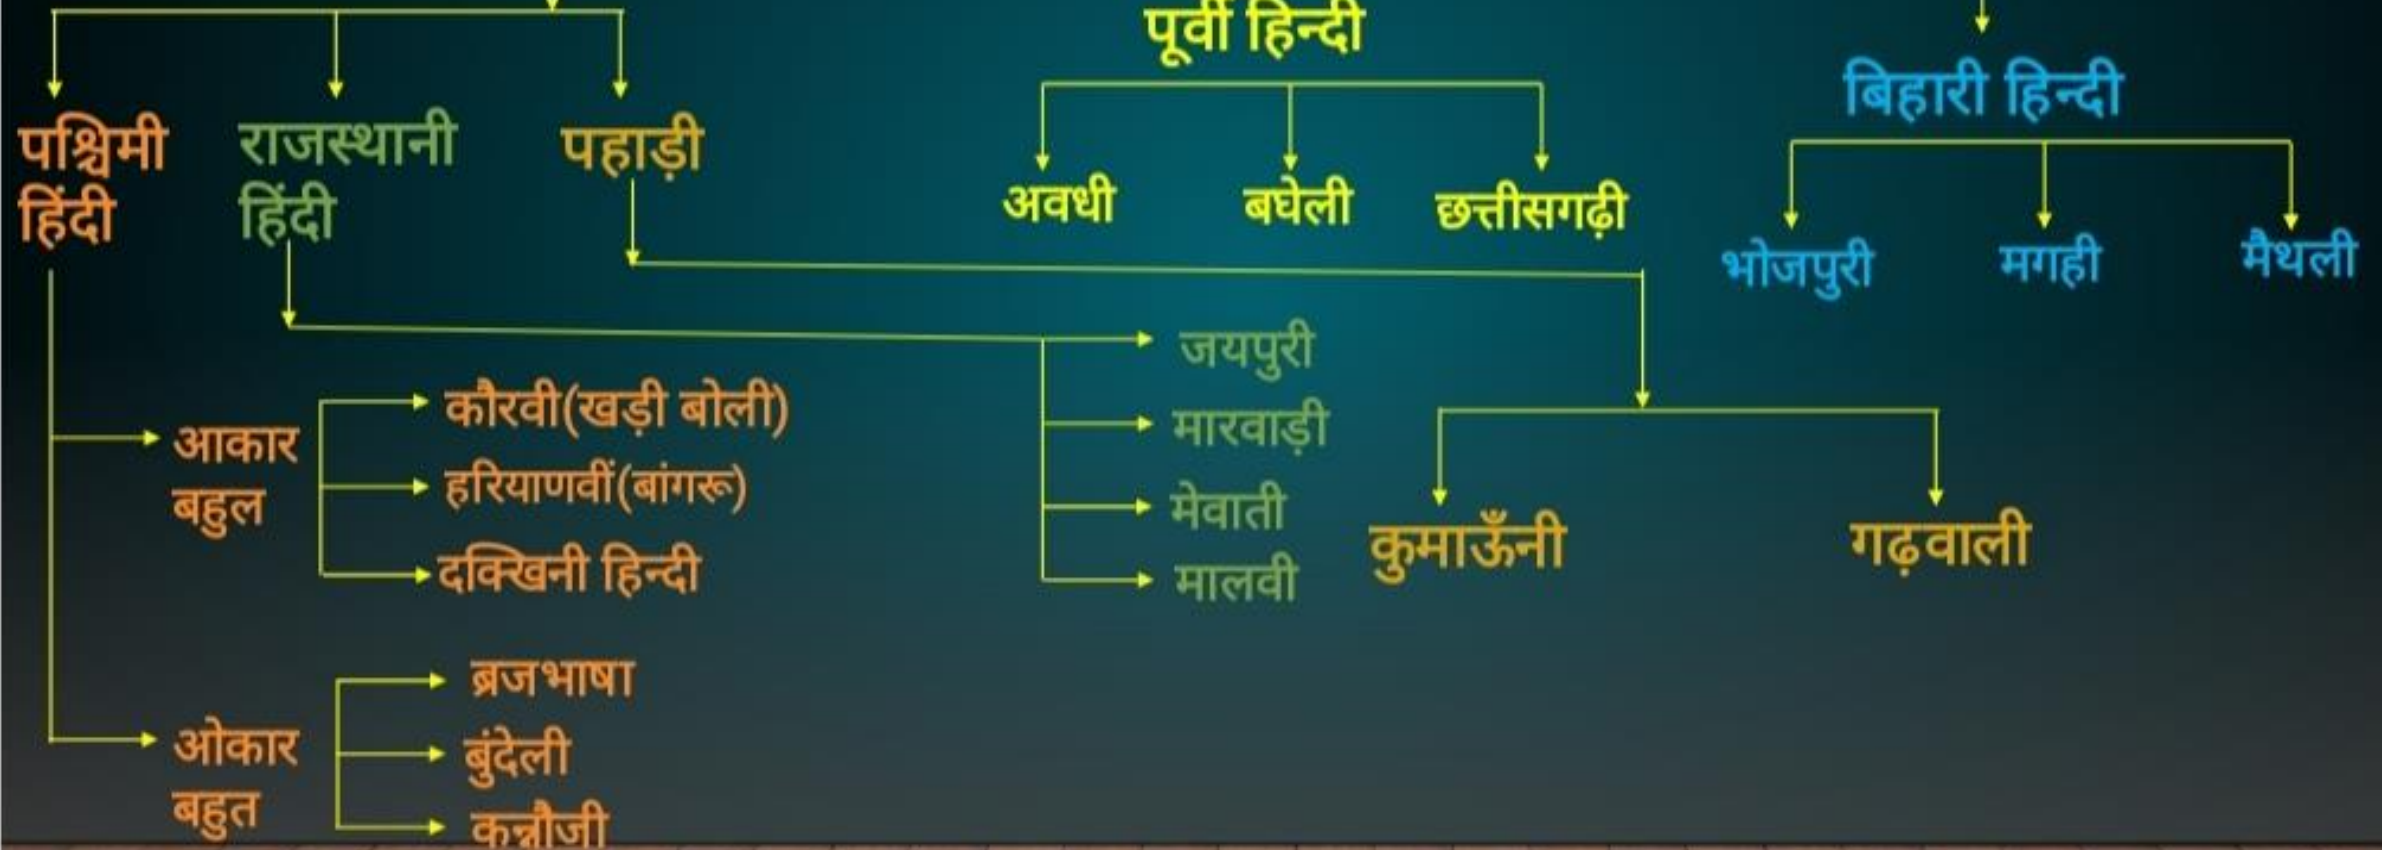 पूर्वी हिन्दी
बिहारी हिन्दी
पश्चिमी
हिंदी
राजस्थानी
हिंदी
पहाड़ी
अवधी
बघेली
छत्तीसगढ़ी
भोजपुरी
मगही
मैथली
जयपुरी
मारवाड़ी
मेवाती
मालवी
कुमाऊँनी
गढ़वाली
आकार
बहुल
कौरवी(खड़ी बोली)
हरियाणवीं(बांगरू)
दक्खिनी हिन्दी
ओकार
बहुत
ब्रजभाषा
बुंदेली
कन्नौजी